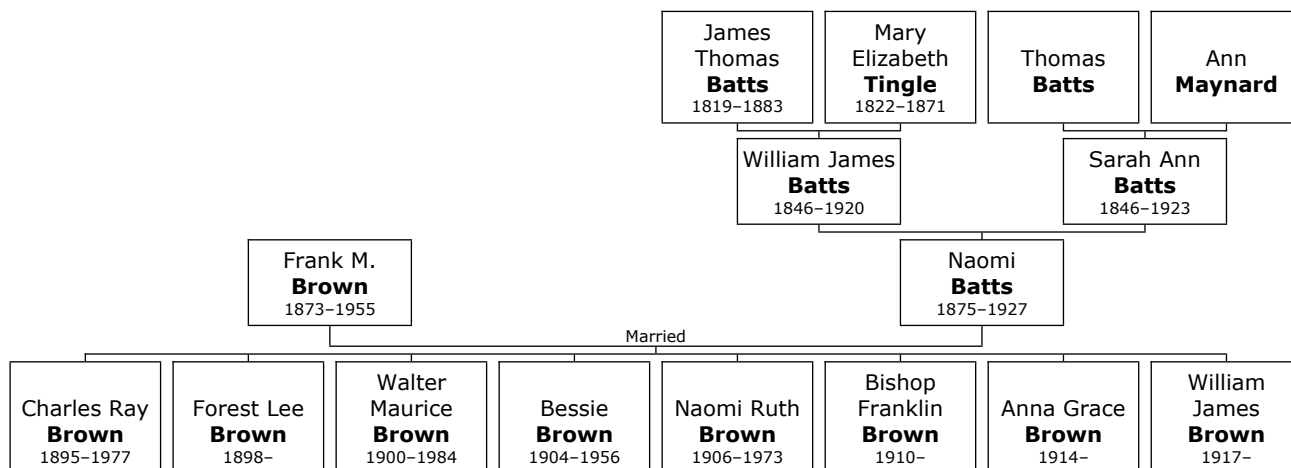 James
Thomas
Batts
1819–1883
Mary
Elizabeth
Tingle
1822–1871
Thomas
Batts
Ann
Maynard
William James
Batts
1846–1920
Sarah Ann
Batts
1846–1923
Frank M.
Brown
1873–1955
Naomi
Batts
1875–1927
Married
Charles Ray
Brown
1895–1977
Forest Lee
Brown
1898–
Walter
Maurice
Brown
1900–1984
Bessie
Brown
1904–1956
Naomi Ruth
Brown
1906–1973
Bishop
Franklin
Brown
1910–
Anna Grace
Brown
1914–
William
James
Brown
1917–